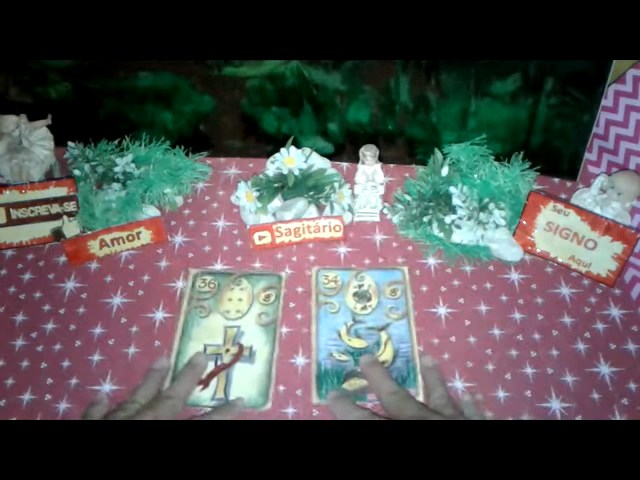 INSCREVA-SE
Amor
Sagitário
Seu
SIGNO
Aqui
36
8
34
8